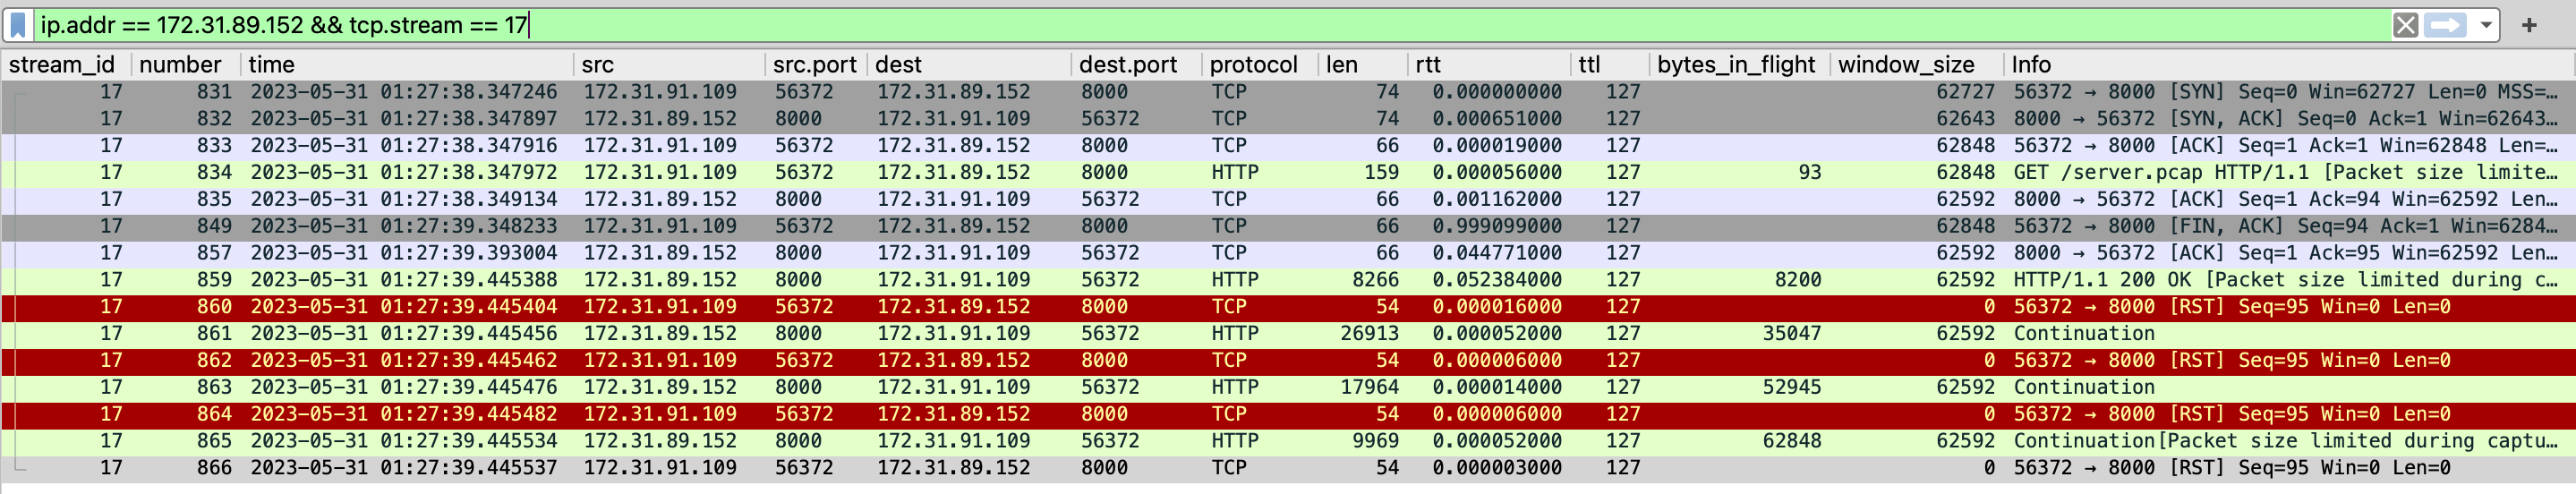 ip.addr == 172.31.89.152 && tcp.stream == 17
stream_id number time src src.port dest dest.port protocol len rtt ttl bytes_in_flight window_size Info
17 831 2023-05-31 01:27:38.347246 172.31.91.109 56372 172.31.89.152 8000 TCP 74 0.000000000 127 62727 56372 → 8000 [SYN] Seq=0 Win=62727 Len=0 MSS=…
17 832 2023-05-31 01:27:38.347897 172.31.89.152 8000 172.31.91.109 56372 TCP 74 0.000651000 127 62643 8000 → 56372 [SYN, ACK] Seq=0 Ack=1 Win=62643…
17 833 2023-05-31 01:27:38.347916 172.31.91.109 56372 172.31.89.152 8000 TCP 66 0.000019000 127 62848 56372 → 8000 [ACK] Seq=1 Ack=1 Win=62848 Len=…
17 834 2023-05-31 01:27:38.347972 172.31.91.109 56372 172.31.89.152 8000 HTTP 159 0.000056000 127 93 62848 GET /server.pcap HTTP/1.1 [Packet size limite…
17 835 2023-05-31 01:27:38.349134 172.31.89.152 8000 172.31.91.109 56372 TCP 66 0.001162000 127 62592 8000 → 56372 [ACK] Seq=1 Ack=94 Win=62592 Len…
17 849 2023-05-31 01:27:39.348233 172.31.91.109 56372 172.31.89.152 8000 TCP 66 0.999099000 127 62848 56372 → 8000 [FIN, ACK] Seq=94 Ack=1 Win=6284…
17 857 2023-05-31 01:27:39.393004 172.31.89.152 8000 172.31.91.109 56372 TCP 66 0.044771000 127 62592 8000 → 56372 [ACK] Seq=1 Ack=95 Win=62592 Len…
17 859 2023-05-31 01:27:39.445388 172.31.89.152 8000 172.31.91.109 56372 HTTP 8266 0.052384000 127 8200 62592 HTTP/1.1 200 OK [Packet size limited during c…
17 860 2023-05-31 01:27:39.445404 172.31.91.109 56372 172.31.89.152 8000 TCP 54 0.000016000 127 0 56372 → 8000 [RST] Seq=95 Win=0 Len=0
17 861 2023-05-31 01:27:39.445456 172.31.89.152 8000 172.31.91.109 56372 HTTP 26913 0.000052000 127 35047 62592 Continuation
17 862 2023-05-31 01:27:39.445462 172.31.91.109 56372 172.31.89.152 8000 TCP 54 0.000006000 127 0 56372 → 8000 [RST] Seq=95 Win=0 Len=0
17 863 2023-05-31 01:27:39.445476 172.31.89.152 8000 172.31.91.109 56372 HTTP 17964 0.000014000 127 52945 62592 Continuation
17 864 2023-05-31 01:27:39.445482 172.31.91.109 56372 172.31.89.152 8000 TCP 54 0.000006000 127 0 56372 → 8000 [RST] Seq=95 Win=0 Len=0
17 865 2023-05-31 01:27:39.445534 172.31.89.152 8000 172.31.91.109 56372 HTTP 9969 0.000052000 127 62848 62592 Continuation[Packet size limited during captu…
17 866 2023-05-31 01:27:39.445537 172.31.91.109 56372 172.31.89.152 8000 TCP 54 0.000003000 127 0 56372 → 8000 [RST] Seq=95 Win=0 Len=0